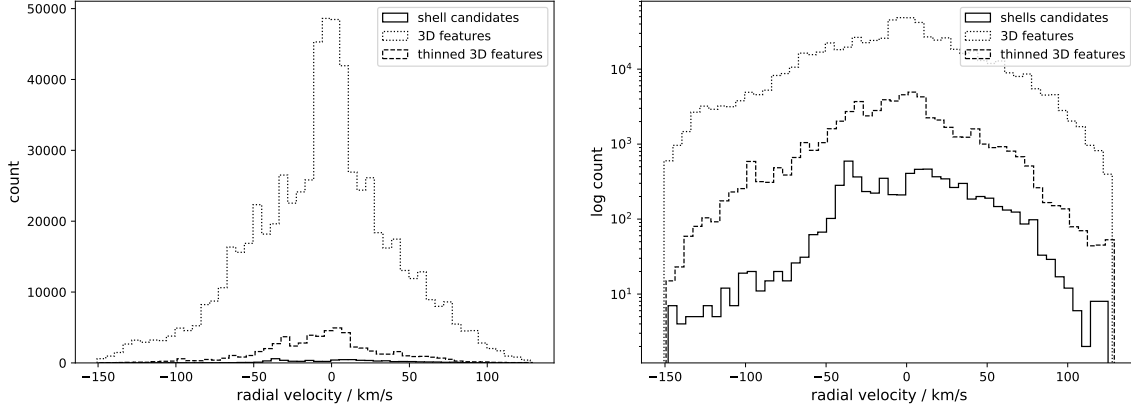 50000
40000
30000
20000
10000
0
count
−150 −100 −50 0 50 100
radial velocity / km/s
shell candidates
3D features
thinned 3D features
10^4
10^3
10^2
10^1
log count
−150 −100 −50 0 50 100
radial velocity / km/s
shells candidates
3D features
thinned 3D features